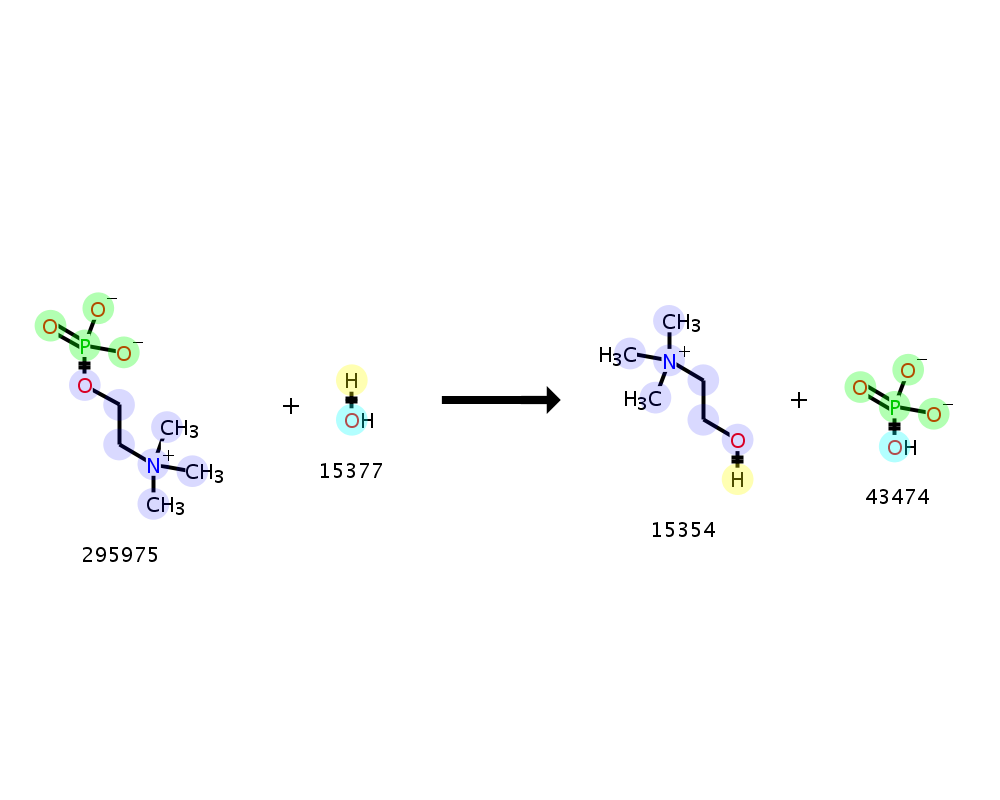 O⁻
O
P
O⁻
O
CH₃
N⁺
CH₃
CH₃
295975
+
H
OH
15377
CH₃
H₃C
N⁺
H₃C
O
H
15354
+
O⁻
O
P
O⁻
OH
43474